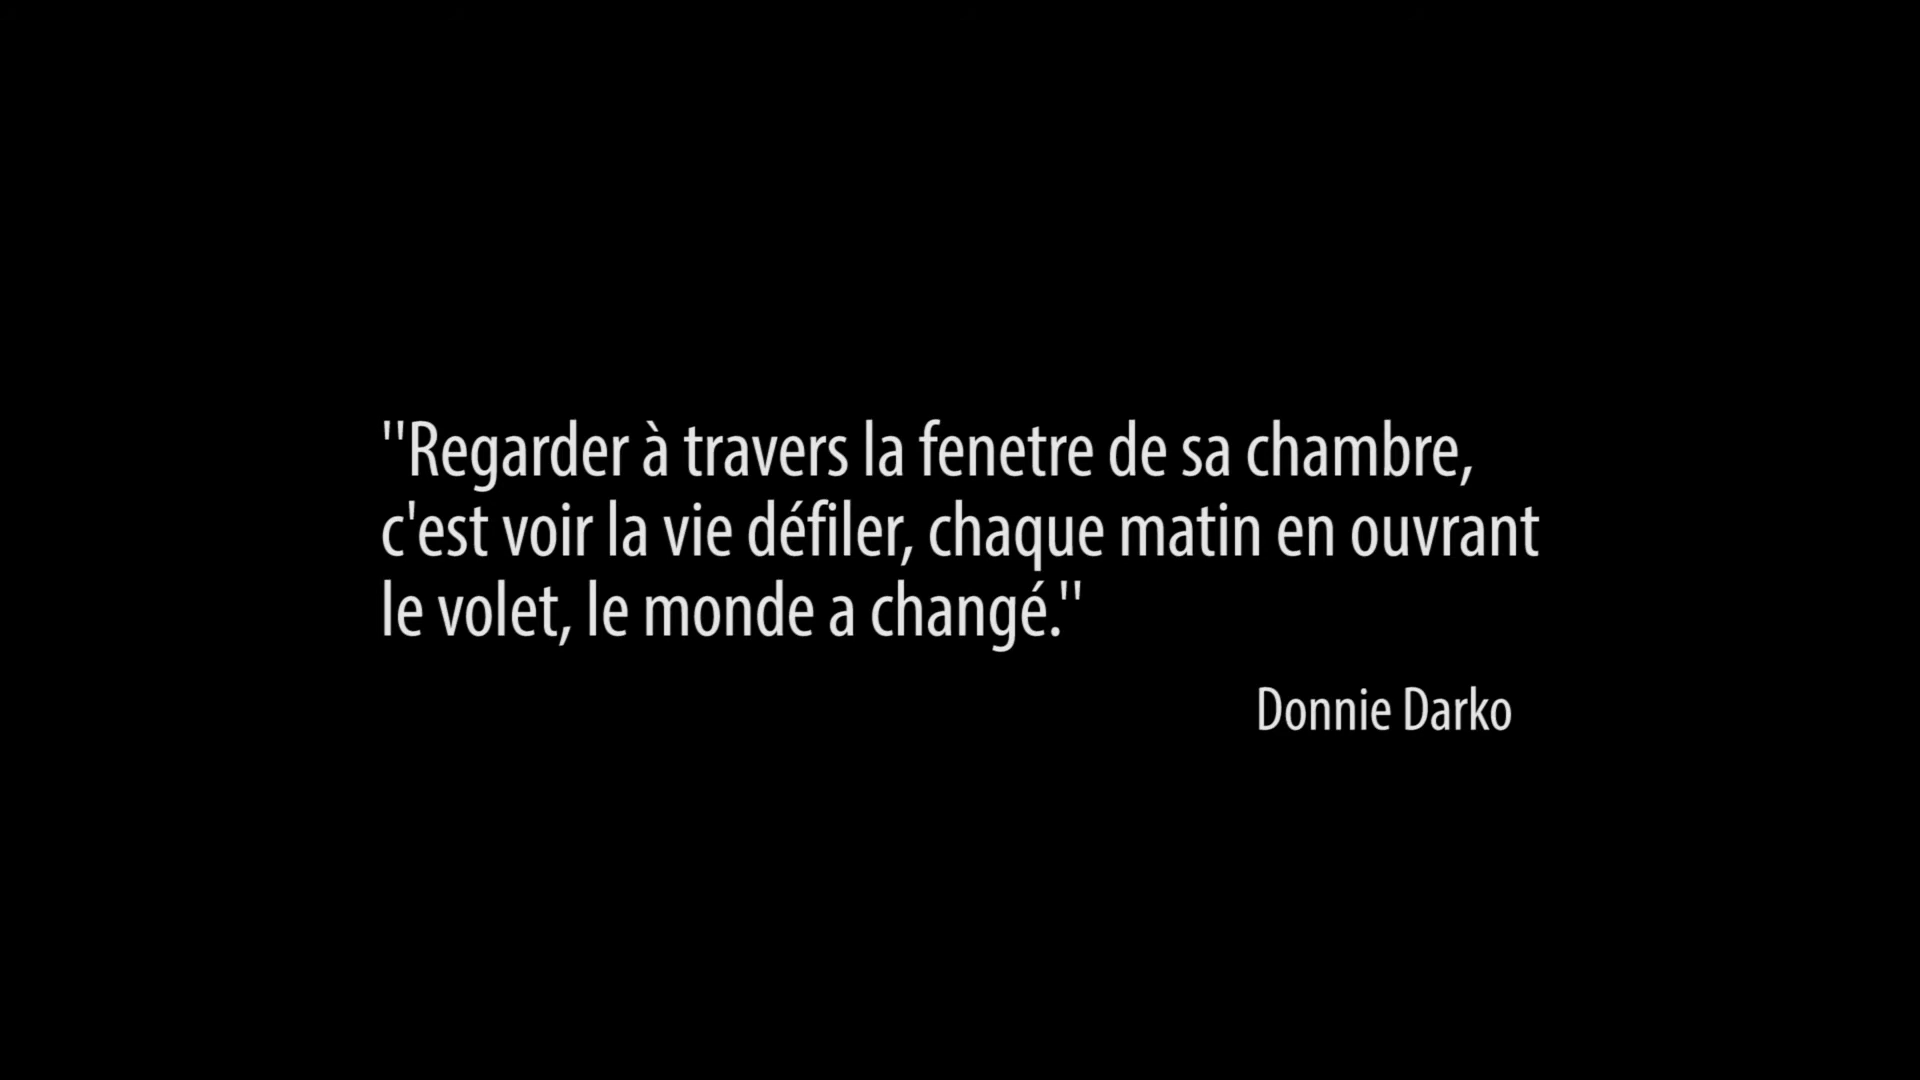 "Regarder à travers la fenetre de sa chambre,
c'est voir la vie défiler, chaque matin en ouvrant
le volet, le monde a changé."
Donnie Darko